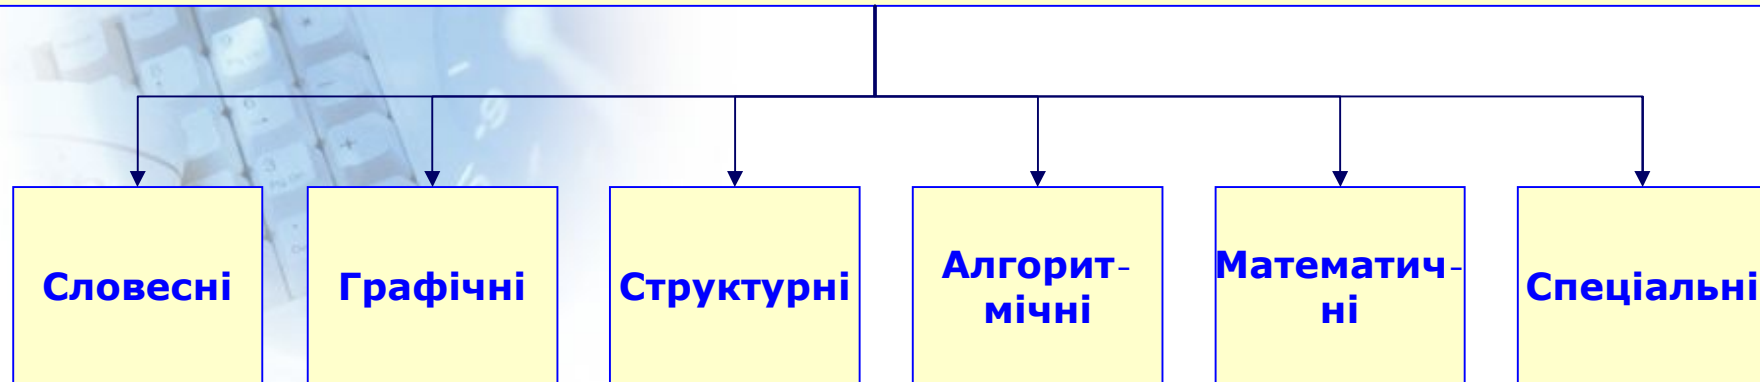 Словесні
Графічні
Структурні
Алгорит-
мічні
Математич-
ні
Спеціальні